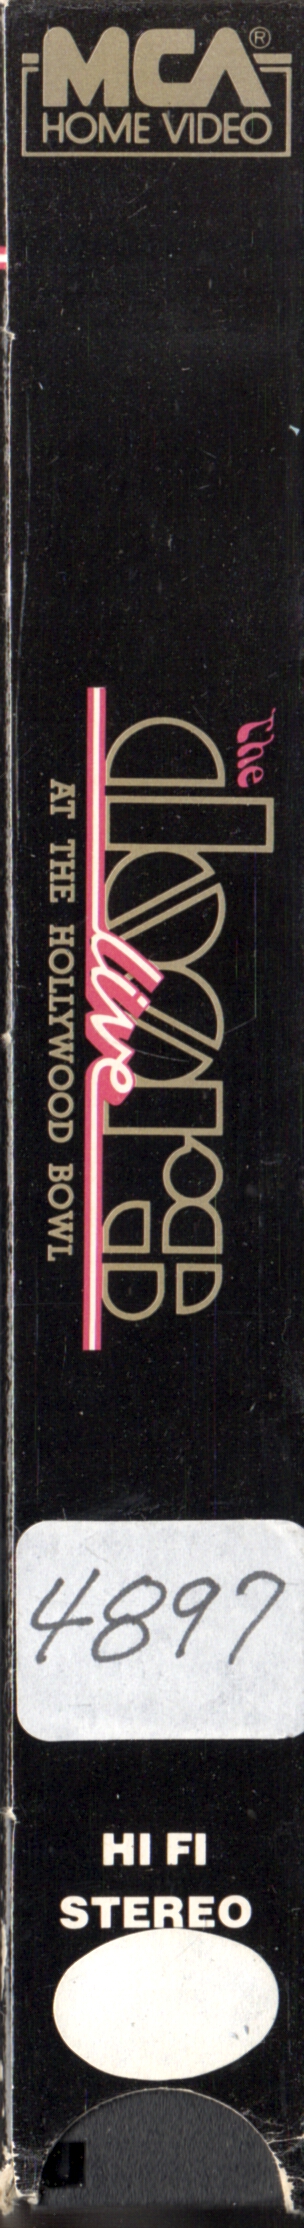 MCA®
HOME VIDEO
The
doors
live
AT THE HOLLYWOOD BOWL
4897
HI FI
STEREO